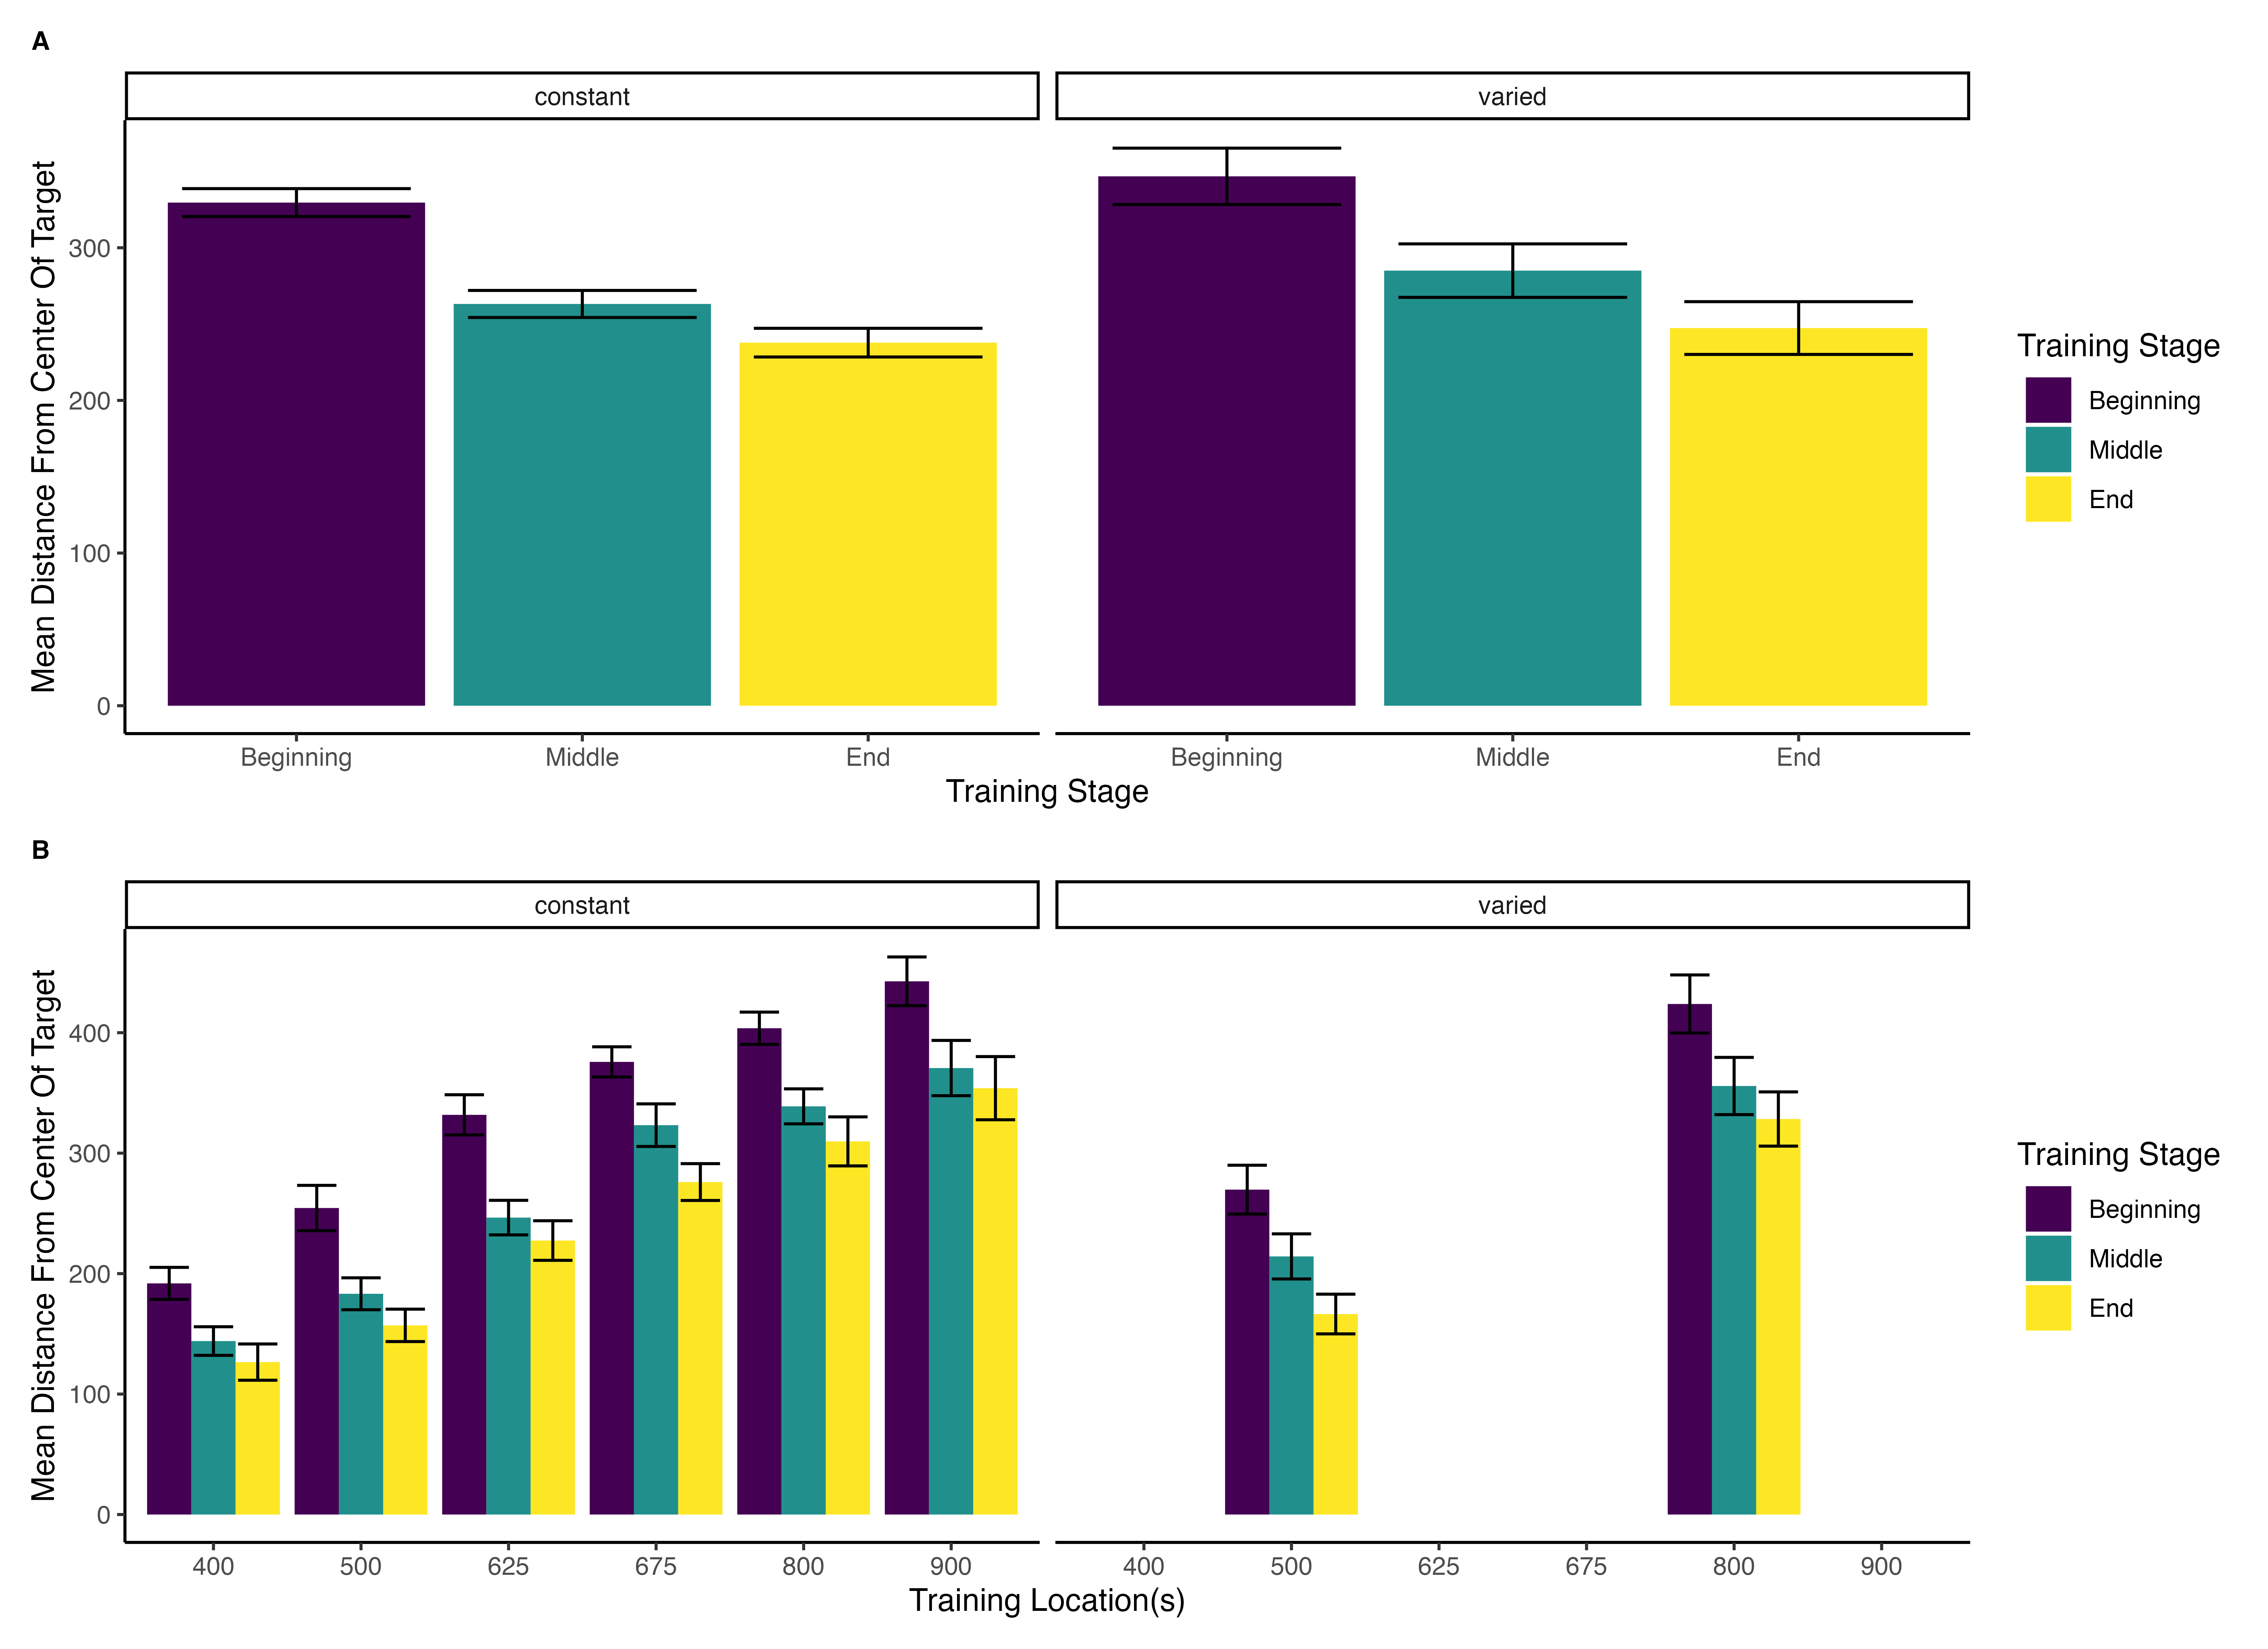 A
constant
varied
Mean Distance From Center Of Target
300
200
100
0
Beginning
Middle
End
Beginning
Middle
End
Training Stage
Training Stage
Beginning
Middle
End
B
constant
varied
Mean Distance From Center Of Target
400
300
200
100
0
400
500
625
675
800
900
400
500
625
675
800
900
Training Location(s)
Training Stage
Beginning
Middle
End